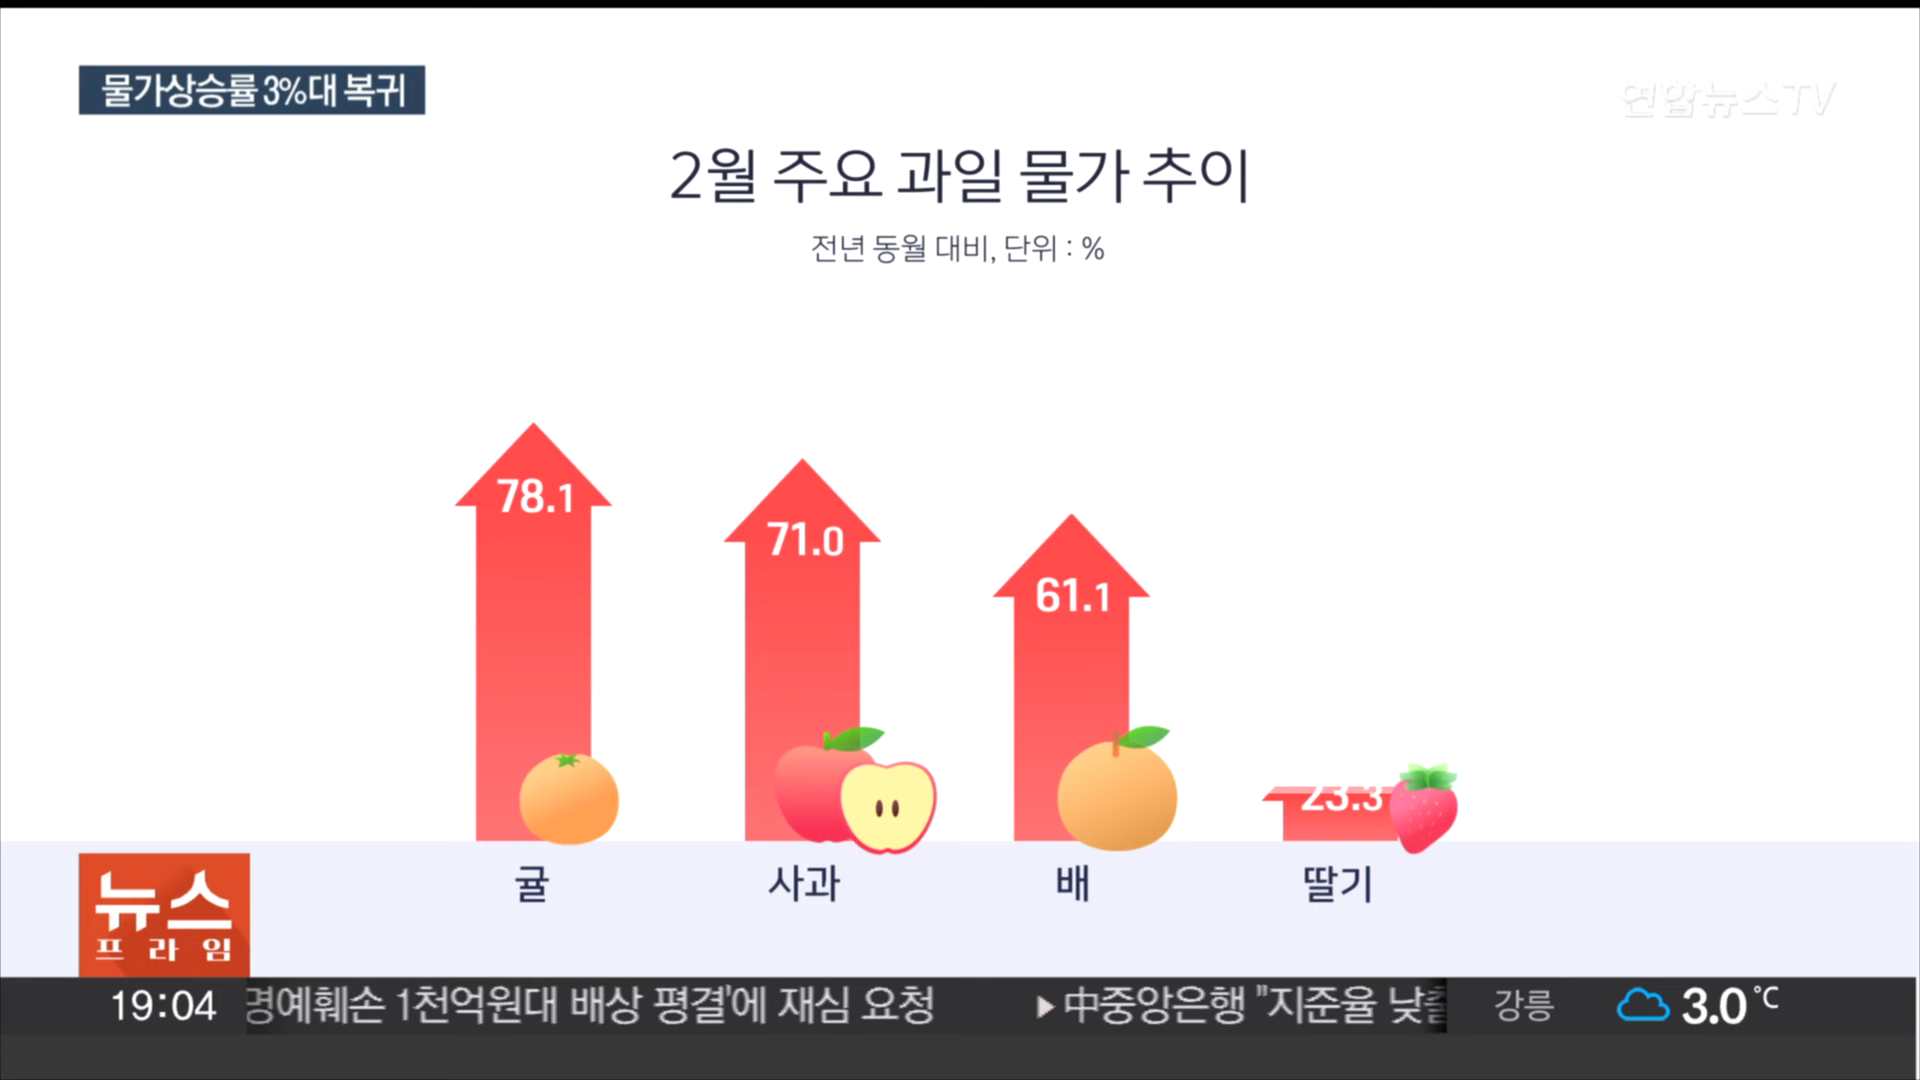 물가상승률 3%대 복귀
연합뉴스TV
2월 주요 과일 물가 추이
전년 동월 대비, 단위 : %
78.1
71.0
61.1
23.3
귤
사과
배
딸기
뉴스
프라임
19:04 명예훼손 1천억원대 배상 평결'에 재심 요청 ▶中중앙은행 "지준율 낮출 강릉 3.0℃